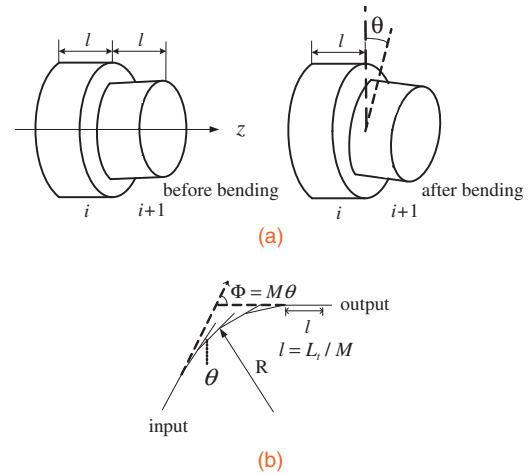 l l
z
before bending
i i+1
l θ
after bending
i i+1
(a)
Φ = Mθ
output
l
l = L_t / M
θ
R
input
(b)